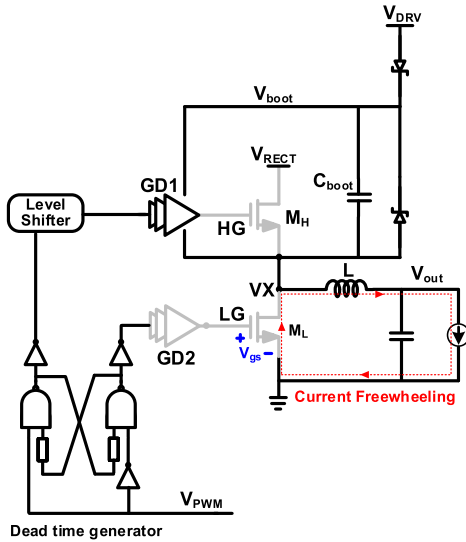 VDRV
Vboot
VRECT
GD1
Cboot
Level
Shifter
HG
MH
VX
L
Vout
LG
ML
+
Vgs
−
GD2
Current Freewheeling
VPWM
Dead time generator